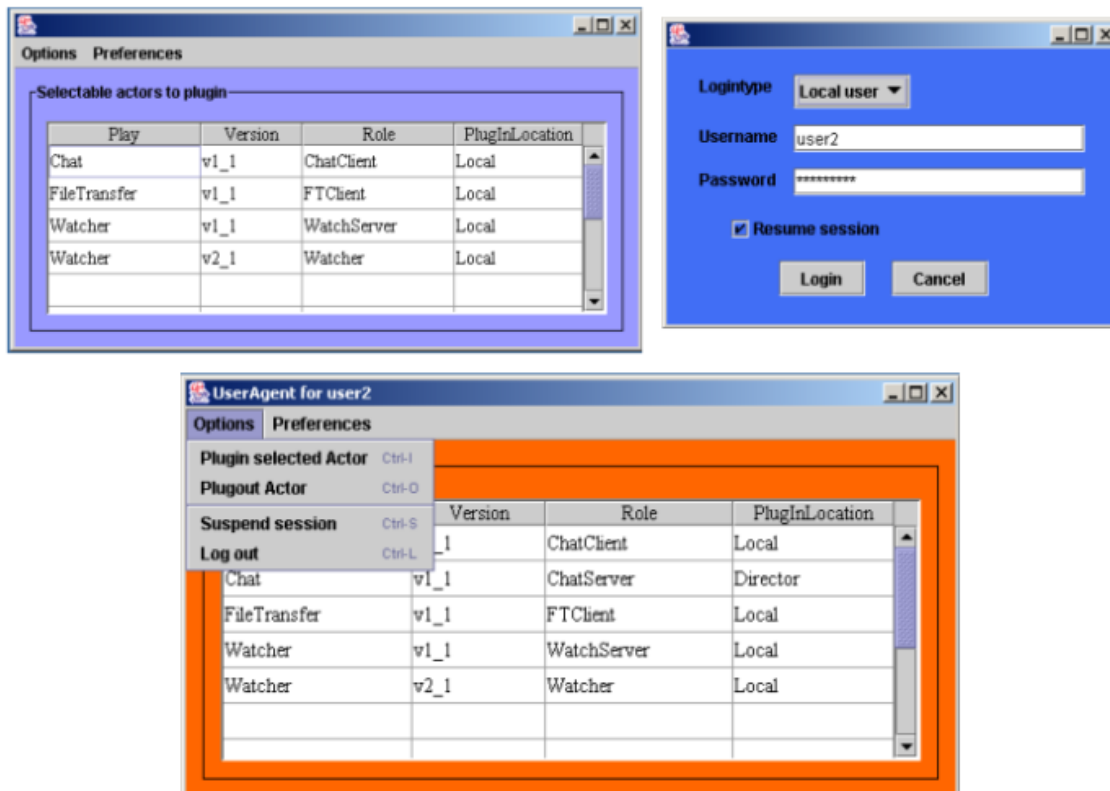 Options Preferences
Selectable actors to plugin
Play Version Role PlugInLocation
Chat v1_1 ChatClient Local
FileTransfer v1_1 FTClient Local
Watcher v1_1 WatchServer Local
Watcher v2_1 Watcher Local
Logintype Local user
Username user2
Password *********
Resume session
Login Cancel
UserAgent for user2
Options Preferences
Plugin selected Actor Ctrl-I
Plugout Actor Ctrl-O
Suspend session Ctrl-S
Log out Ctrl-L
Version Role PlugInLocation
_1 ChatClient Local
Chat v1_1 ChatServer Director
FileTransfer v1_1 FTClient Local
Watcher v1_1 WatchServer Local
Watcher v2_1 Watcher Local